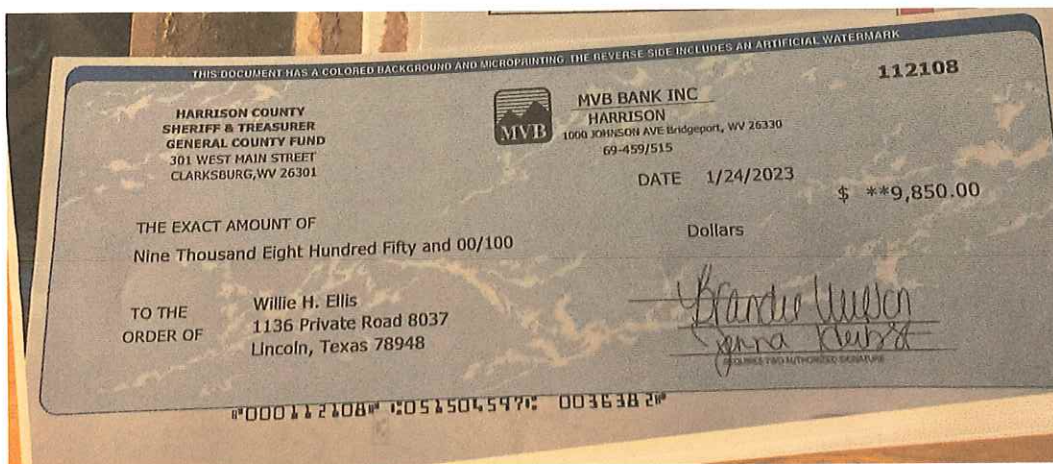 THIS DOCUMENT HAS A COLORED BACKGROUND AND MICROPRINTING. THE REVERSE SIDE INCLUDES AN ARTIFICIAL WATERMARK
112108
HARRISON COUNTY
SHERIFF & TREASURER
GENERAL COUNTY FUND
301 WEST MAIN STREET
CLARKSBURG,WV 26301
MVB
MVB BANK INC
HARRISON
1000 JOHNSON AVE Bridgeport, WV 26330
69-459/515
DATE 1/24/2023
$ **9,850.00
THE EXACT AMOUNT OF
Nine Thousand Eight Hundred Fifty and 00/100 Dollars
TO THE
ORDER OF
Willie H. Ellis
1136 Private Road 8037
Lincoln, Texas 78948
REQUIRES TWO AUTHORIZED SIGNATURE
⑈000112108⑈ ⑆051504597⑆ 003638 2⑈